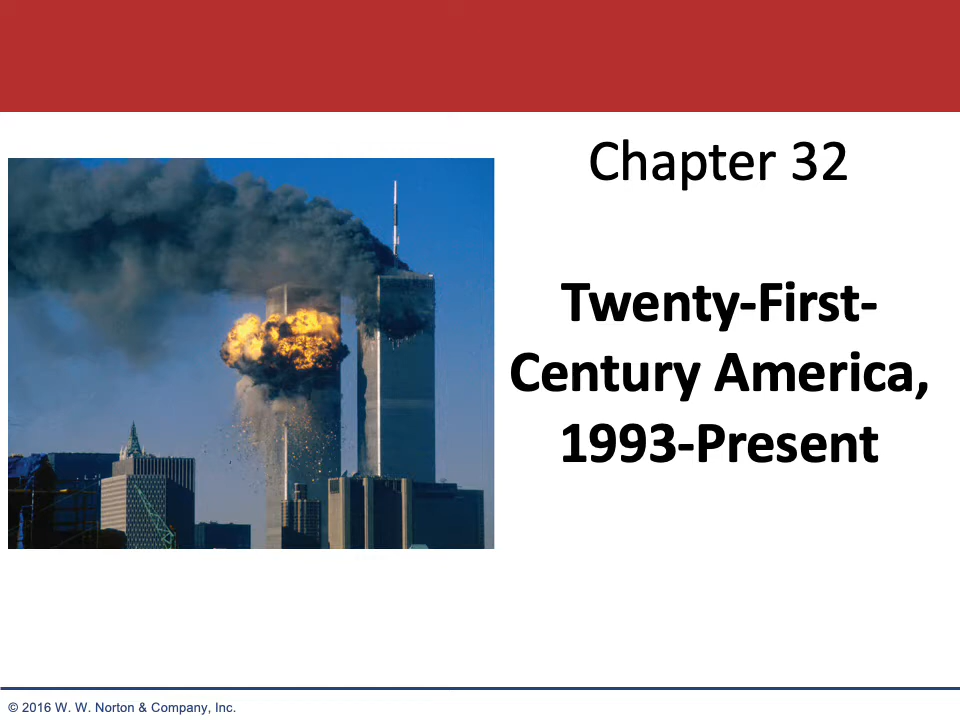 Chapter 32
Twenty-First-
Century America,
1993-Present
© 2016 W. W. Norton & Company, Inc.